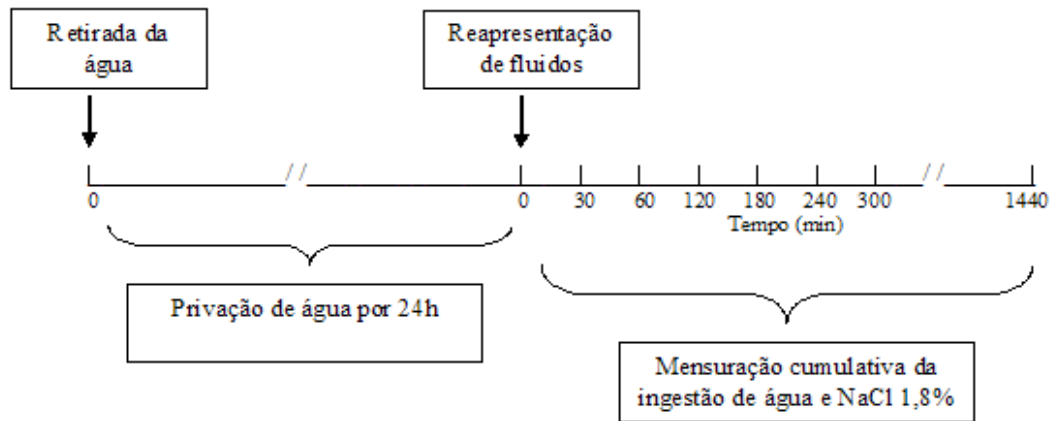 Retirada da
água
Reapresentação
de fluidos
//
//
0
0
30
60
120
180
240
300
1440
Tempo (min)
Privação de água por 24h
Mensuração cumulativa da
ingestão de água e NaCl 1,8%